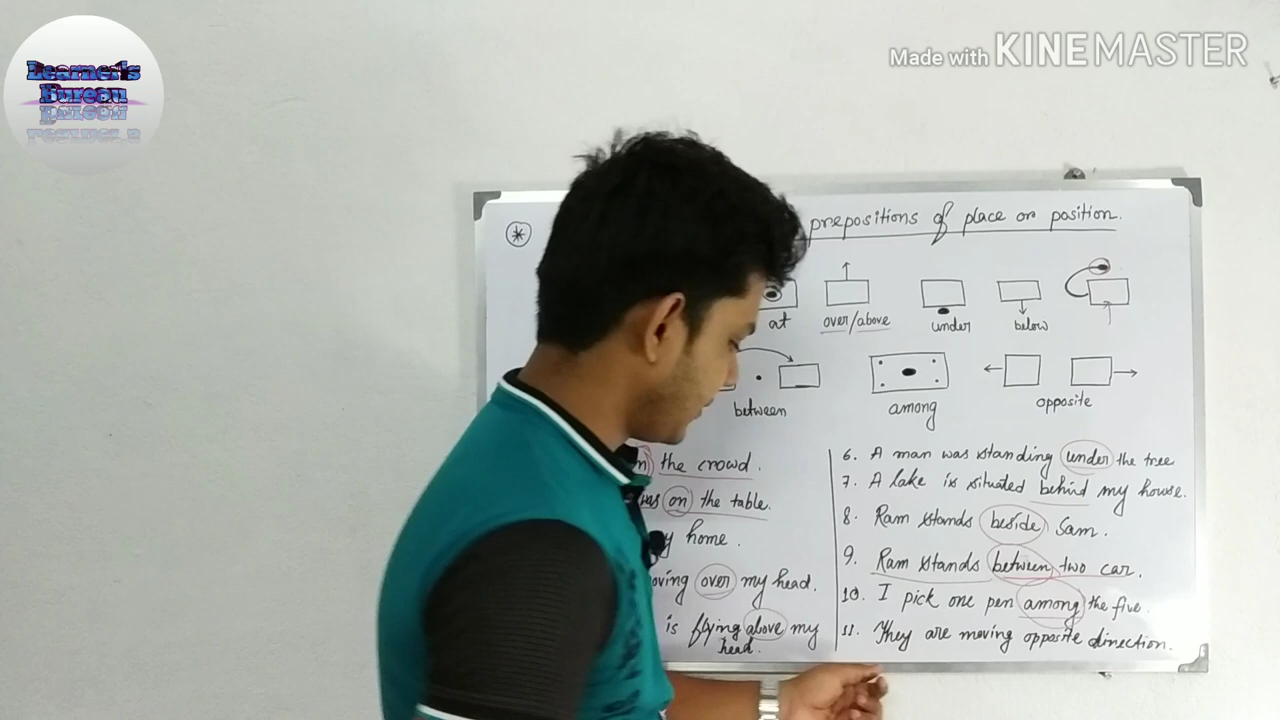 Learner's
Bureau
Made with KINEMASTER
prepositions of place or position.
at
over/above
under
below
between
among
opposite
the crowd.
on the table.
home.
over my head.
is flying above my
head.
6. A man was standing under the tree
7. A lake is situated behind my house.
8. Ram stands beside Sam.
9. Ram stands between two car.
10. I pick one pen among the five.
11. They are moving opposite direction.